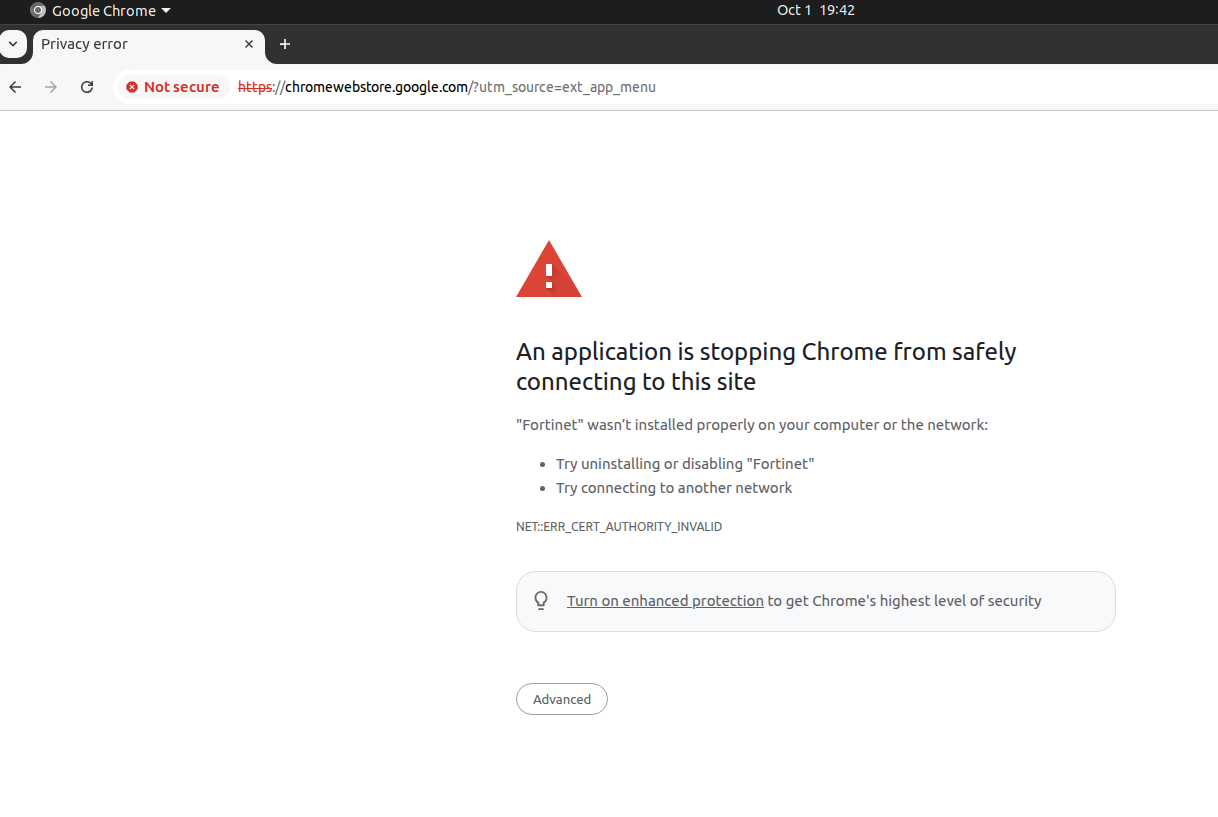 Google Chrome
Oct 1 19:42
Privacy error
Not secure https://chromewebstore.google.com/?utm_source=ext_app_menu
An application is stopping Chrome from safely
connecting to this site
"Fortinet" wasn’t installed properly on your computer or the network:
• Try uninstalling or disabling "Fortinet"
• Try connecting to another network
NET::ERR_CERT_AUTHORITY_INVALID
Turn on enhanced protection to get Chrome's highest level of security
Advanced